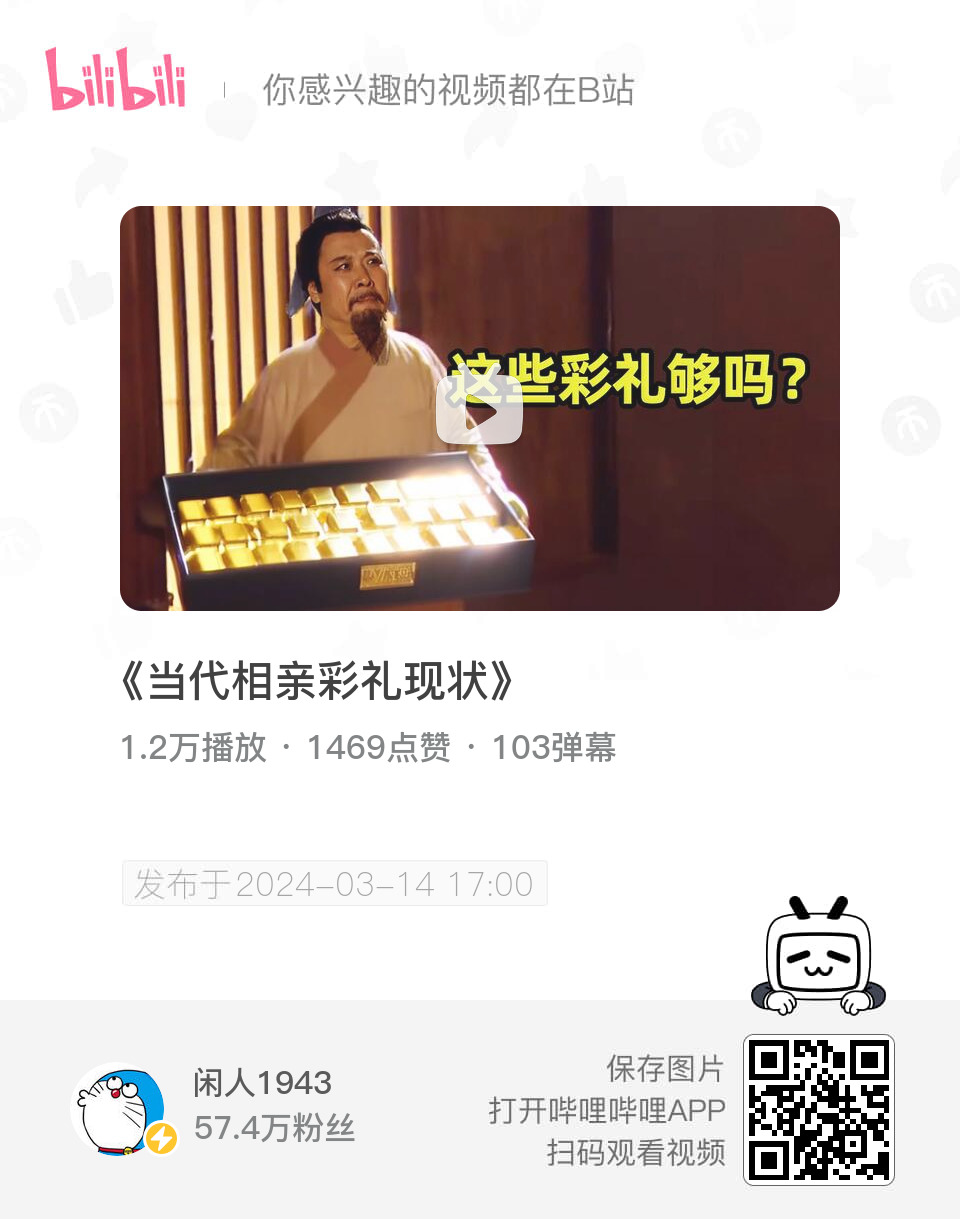 bilibili
你感兴趣的视频都在B站
这些彩礼够吗？
《当代相亲彩礼现状》
1.2万播放 · 1469点赞 · 103弹幕
发布于2024-03-14 17:00
闲人1943
57.4万粉丝
保存图片
打开哔哩哔哩APP
扫码观看视频